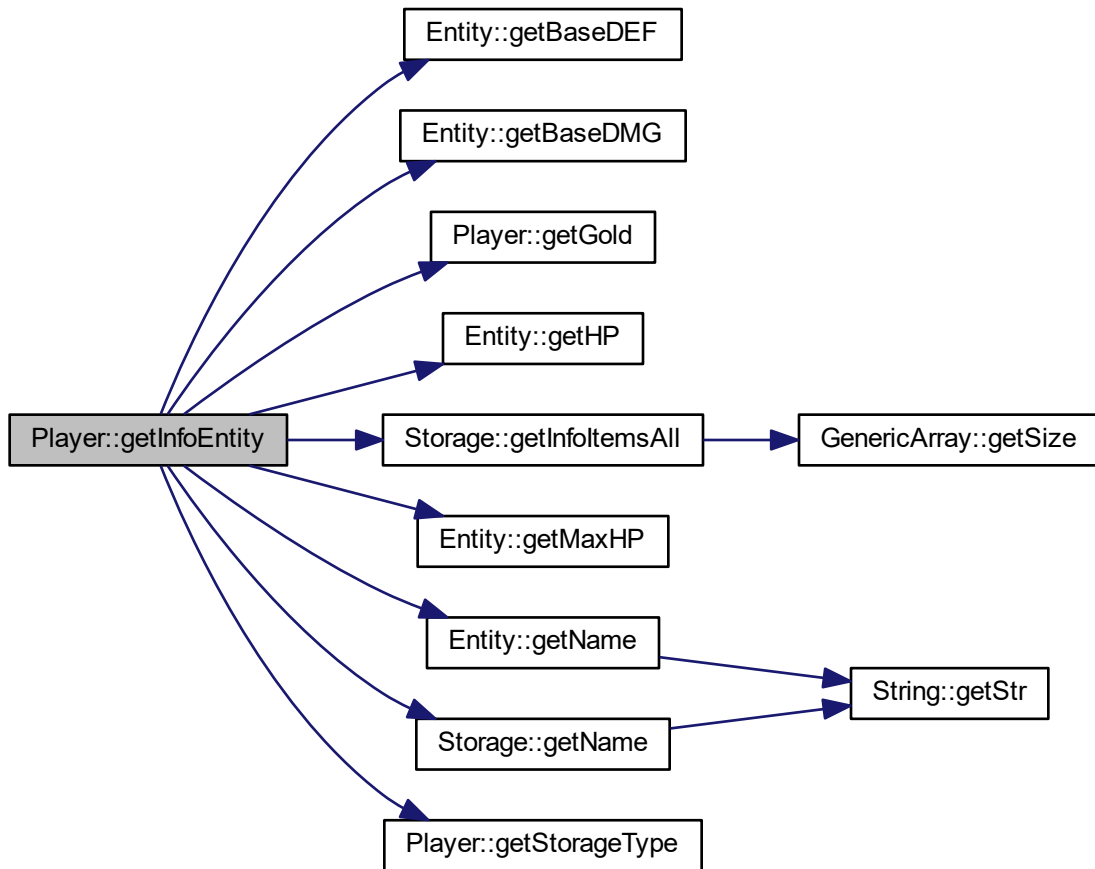 Entity::getBaseDEF
Entity::getBaseDMG
Player::getGold
Entity::getHP
Player::getInfoEntity
Storage::getInfoItemsAll
GenericArray::getSize
Entity::getMaxHP
Entity::getName
String::getStr
Storage::getName
Player::getStorageType